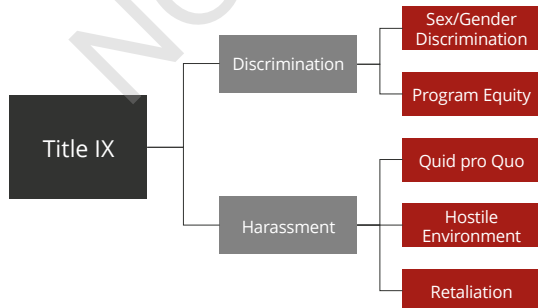 Title IX
Discrimination
Sex/Gender
Discrimination
Program Equity
Harassment
Quid pro Quo
Hostile
Environment
Retaliation